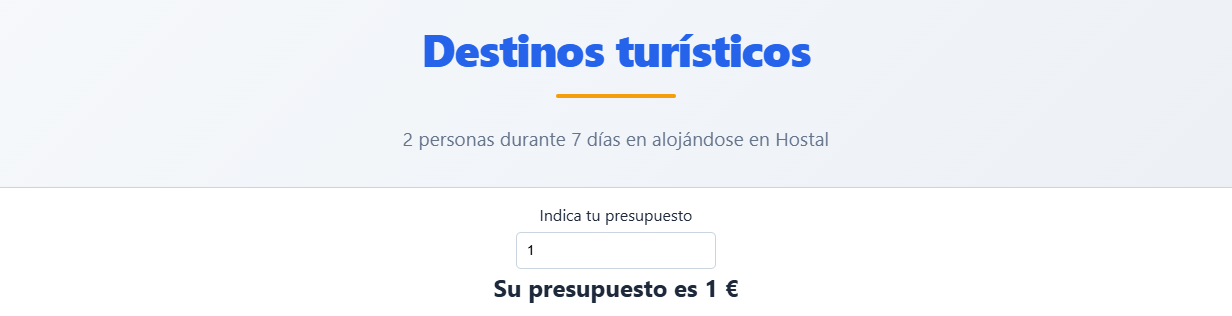 Destinos turísticos
2 personas durante 7 días en alojándose en Hostal
Indica tu presupuesto
1
Su presupuesto es 1 €